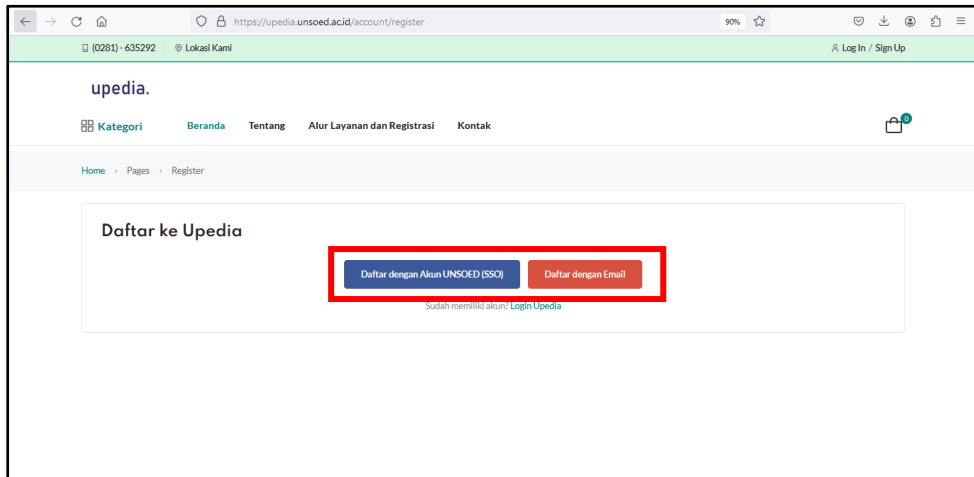 https://upedia.unsoed.ac.id/account/register 90%
(0281) - 635292 Lokasi Kami Log In / Sign Up
upedia.
Kategori Beranda Tentang Alur Layanan dan Registrasi Kontak 0
Home › Pages › Register
Daftar ke Upedia
Daftar dengan Akun UNSOED (SSO) Daftar dengan Email
Sudah memiliki akun? Login Upedia